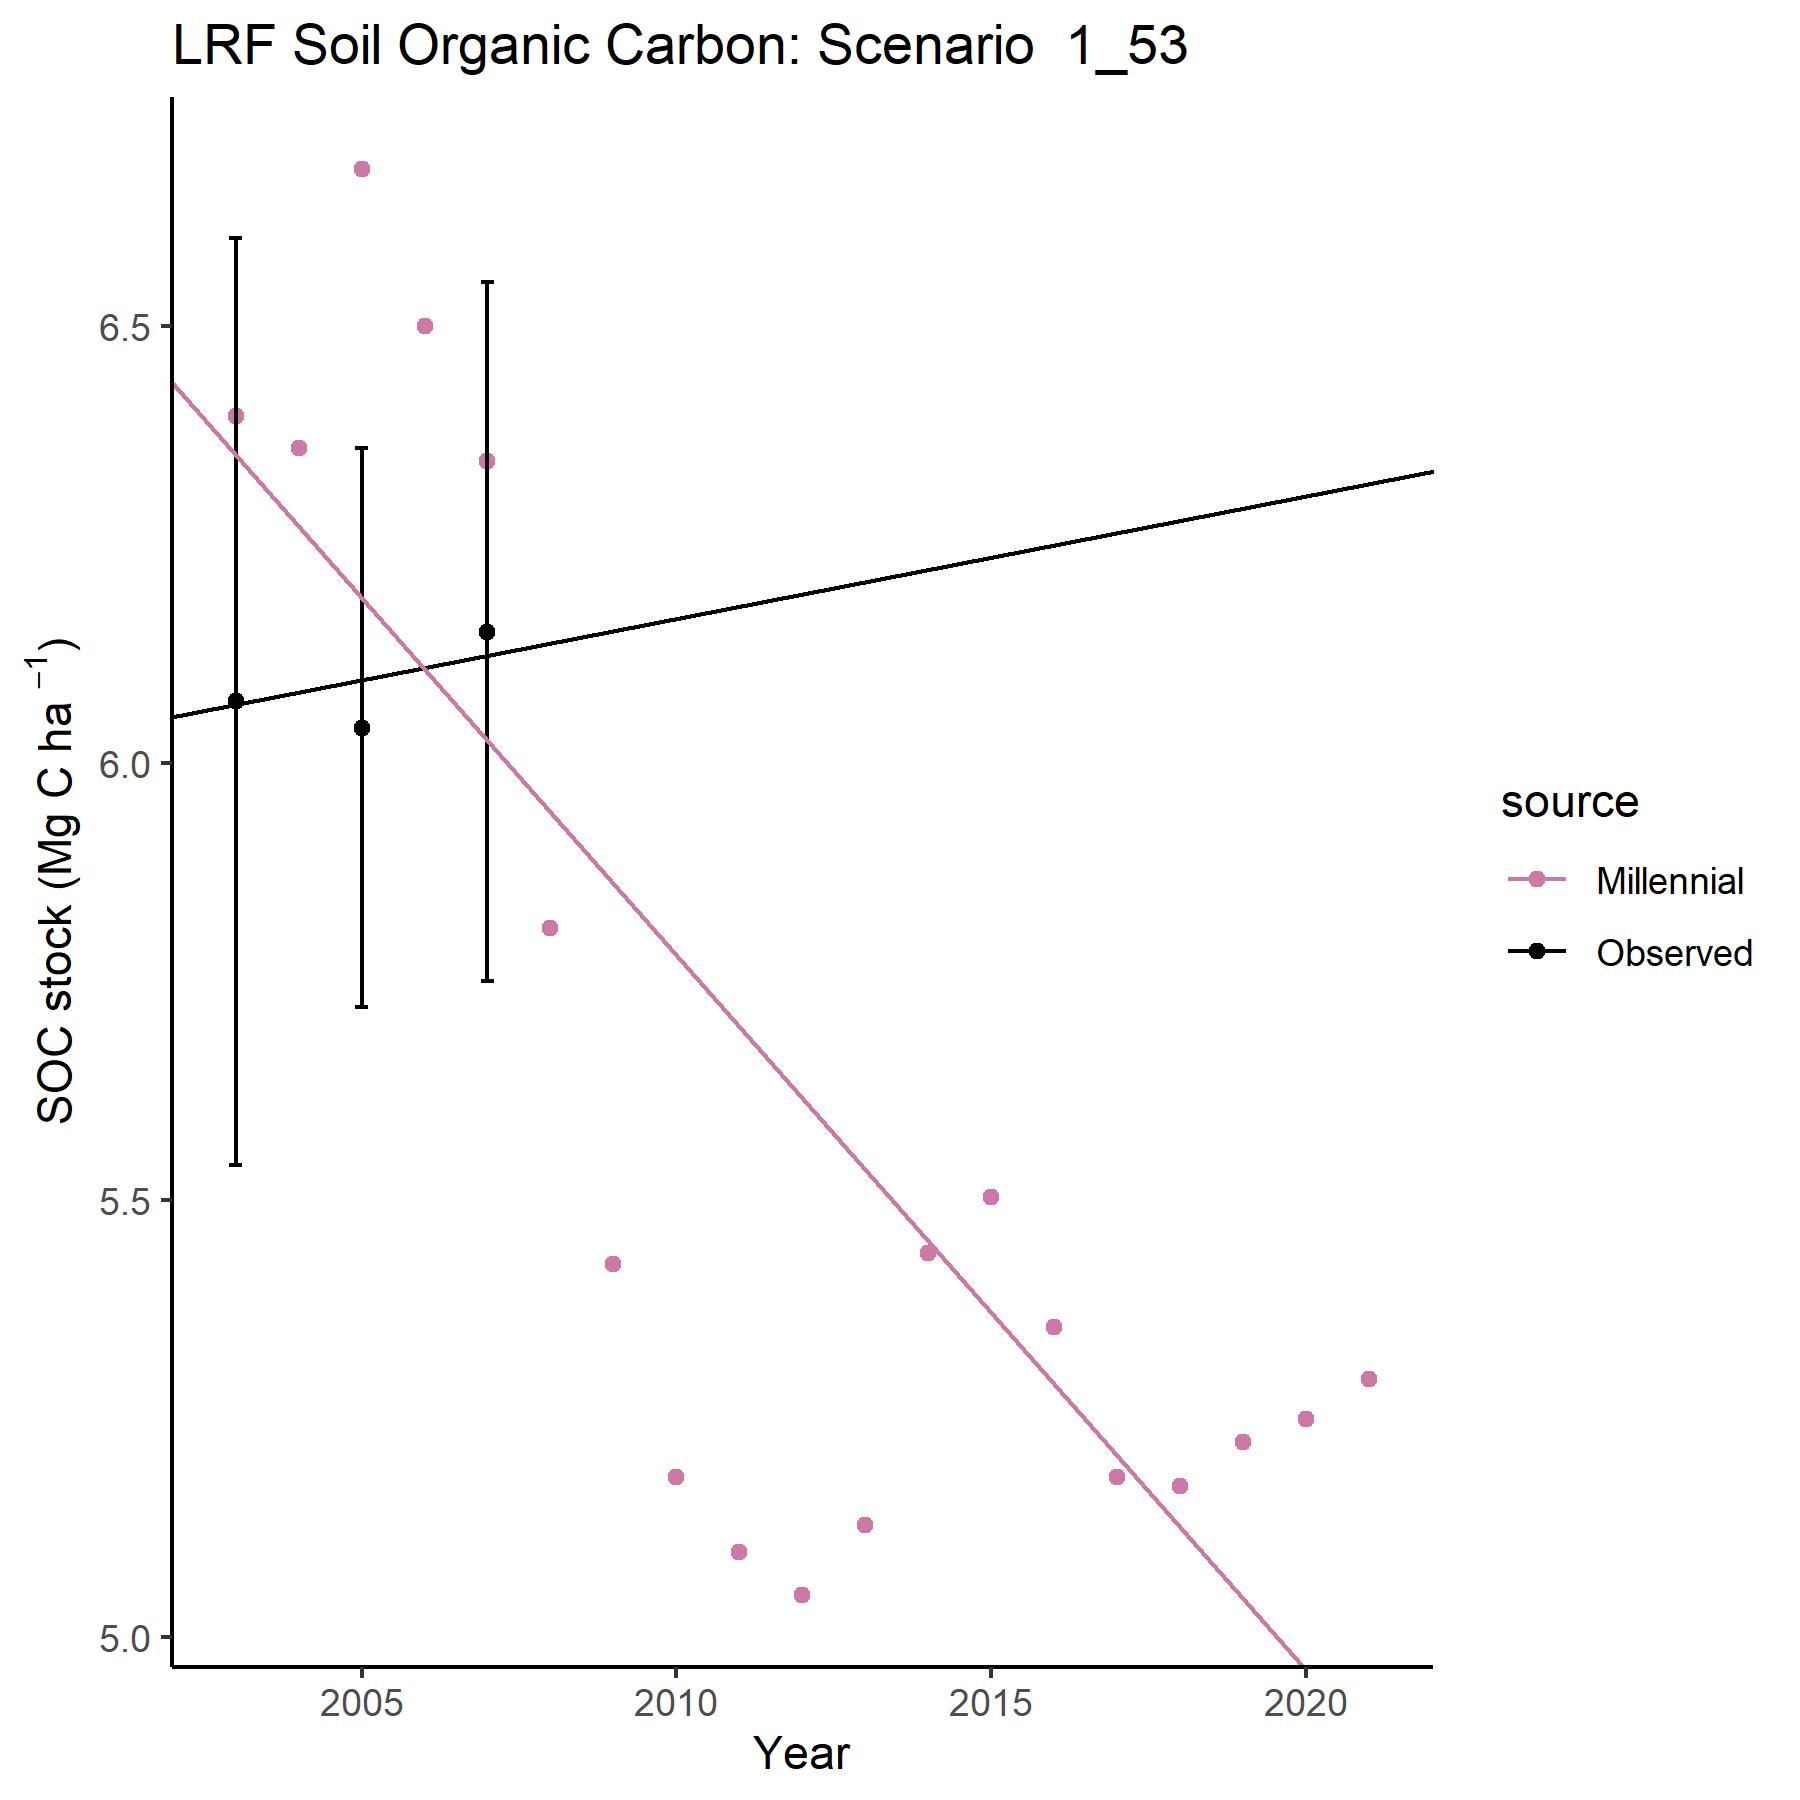 LRF Soil Organic Carbon: Scenario  1_53
SOC stock (Mg C ha ⁻¹)
6.5
6.0
5.5
5.0
2005
2010
2015
2020
Year
source
Millennial
Observed